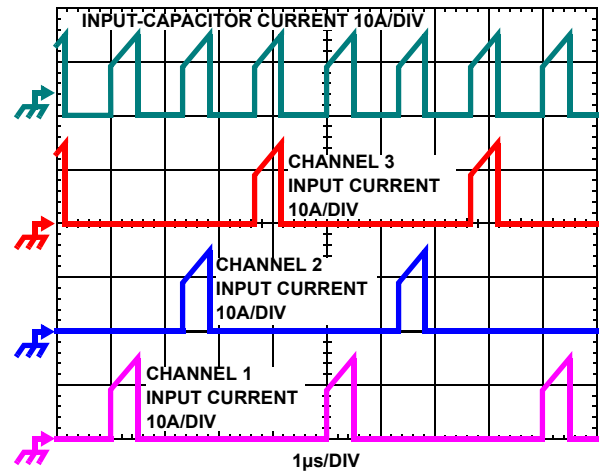 INPUT-CAPACITOR CURRENT 10A/DIV
CHANNEL 3
INPUT CURRENT
10A/DIV
CHANNEL 2
INPUT CURRENT
10A/DIV
CHANNEL 1
INPUT CURRENT
10A/DIV
1µs/DIV